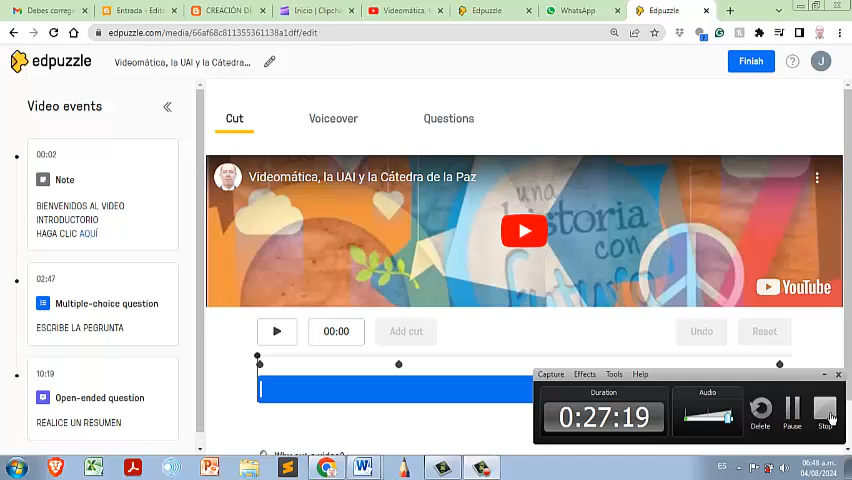 Debes corregi
Entrada - Edito
CREACIÓN D
Inicio | Clipcha
Videomática, l
Edpuzzle
WhatsApp
Edpuzzle
edpuzzle.com/media/66af68c811355361138a1dff/edit
edpuzzle
Videomática, la UAI y la Cátedra...
Finish
J
Video events
Cut
Voiceover
Questions
00:02
Note
BIENVENIDOS AL VIDEO
INTRODUCTORIO
HAGA CLIC AQUÍ
02:47
Multiple-choice question
ESCRIBE LA PEGRUNTA
10:19
Open-ended question
REALICE UN RESUMEN
Videomática, la UAI y la Cátedra de la Paz
una
historia
con
YouTube
00:00
Add cut
Undo
Reset
Capture
Effects
Tools
Help
Duration
0:27:19
Audio
Delete
Pause
Stop
ES
06:48 a.m.
04/08/2024